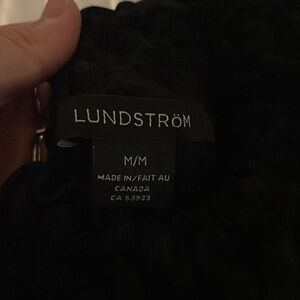 LUNDSTRÖM
M/M
MADE IN/FAIT AU
CANADA
CA 53933